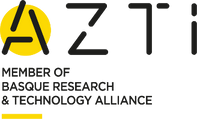 AZTi
MEMBER OF
BASQUE RESEARCH
& TECHNOLOGY ALLIANCE